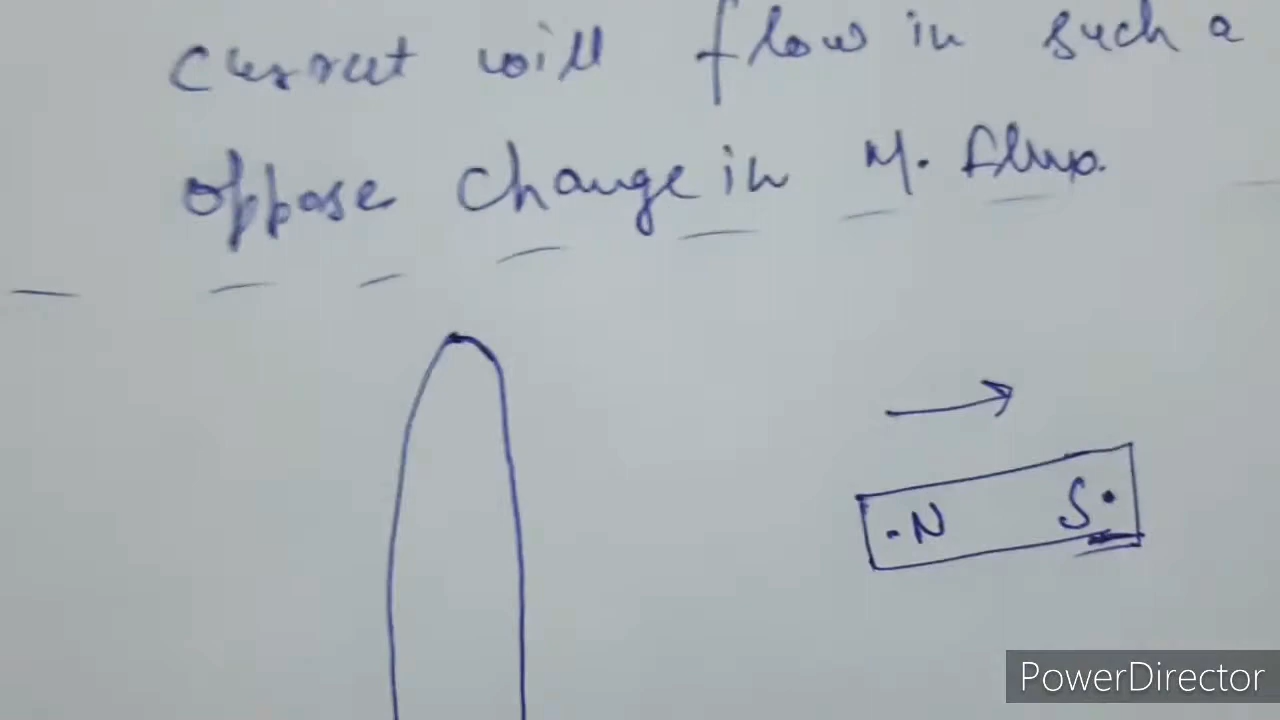 Current will flow in such a
oppose change in M. flux.
N S
PowerDirector